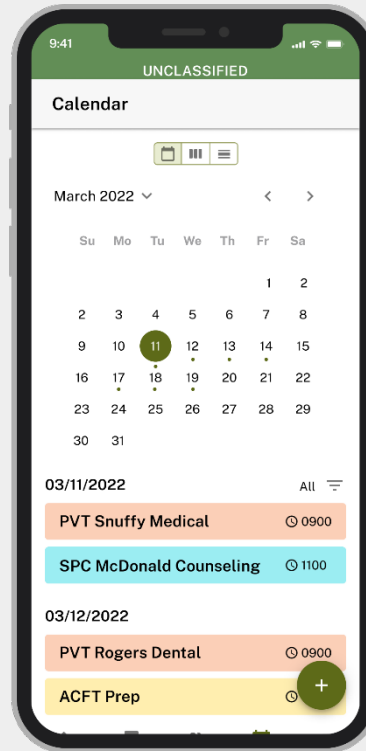 9:41
UNCLASSIFIED
Calendar
March 2022
Su Mo Tu We Th Fr Sa
1 2
2 3 4 5 6 7 8
9 10 11 12 13 14 15
16 17 18 19 20 21 22
23 24 25 26 27 28 29
30 31
03/11/2022 All
PVT Snuffy Medical 0900
SPC McDonald Counseling 1100
03/12/2022
PVT Rogers Dental 0900
ACFT Prep
+